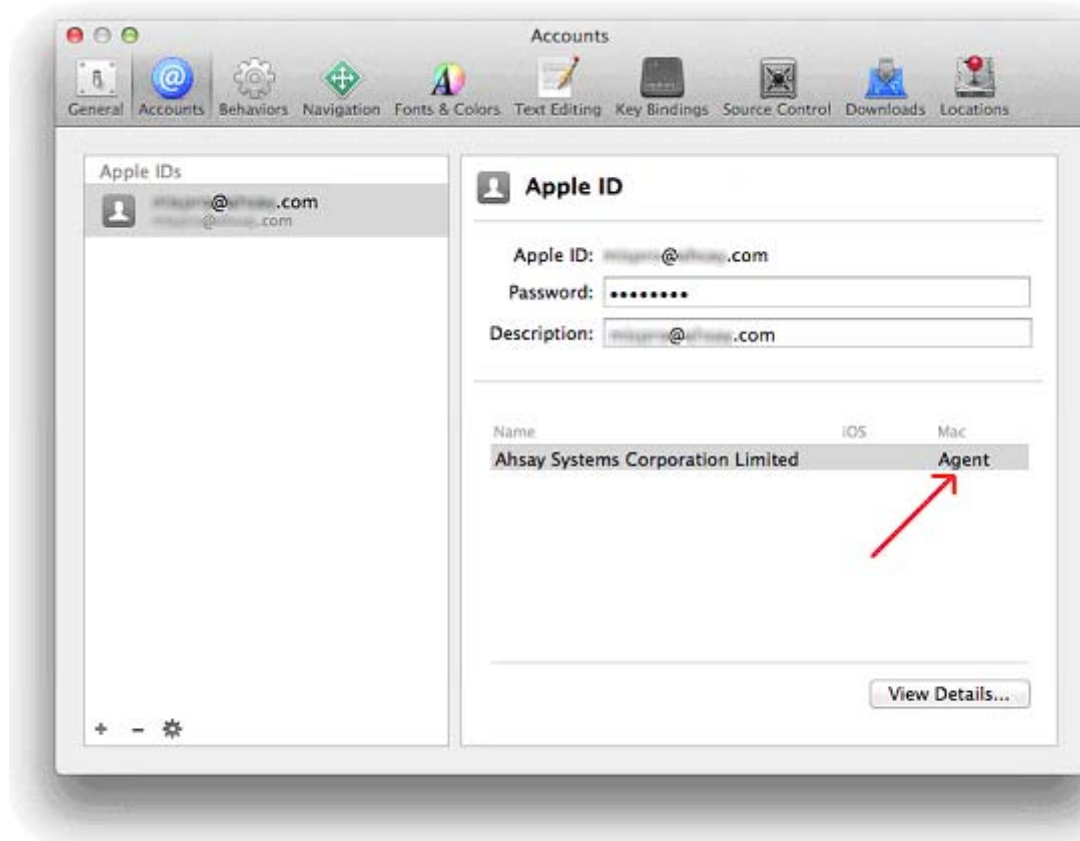 Accounts
General Accounts Behaviors Navigation Fonts & Colors Text Editing Key Bindings Source Control Downloads Locations
Apple IDs
@ .com
@ .com
Apple ID
Apple ID: @ .com
Password: ••••••••
Description: @ .com
Name iOS Mac
Ahsay Systems Corporation Limited Agent
View Details...